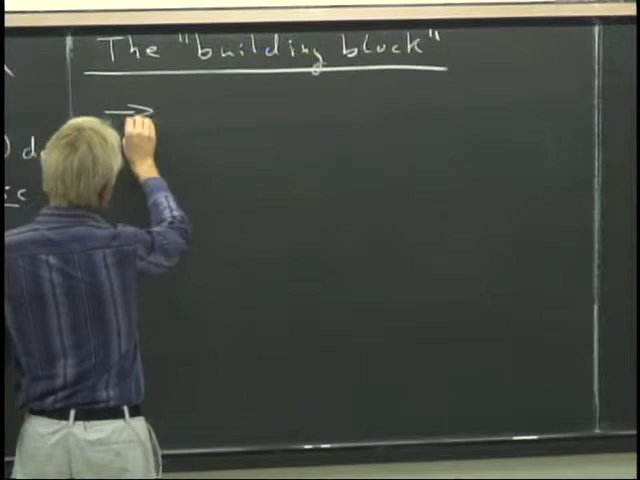 The "building block"
→